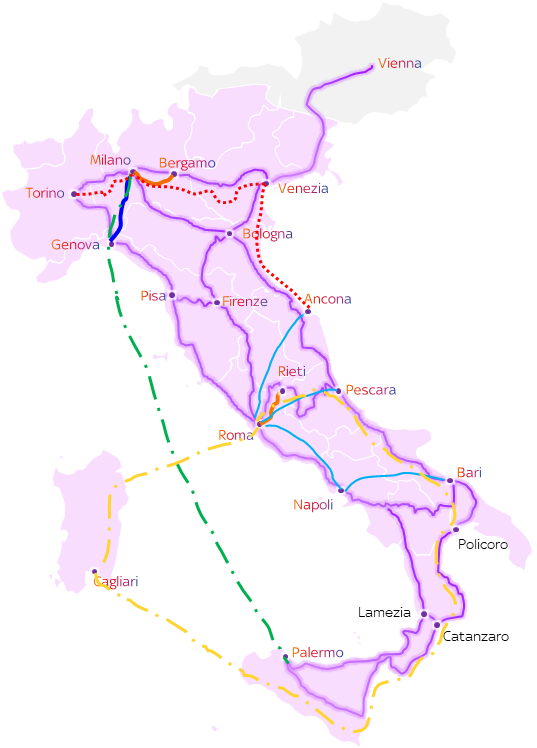 Vienna
Milano
Bergamo
Torino
Venezia
Bologna
Genova
Pisa
Firenze
Ancona
Rieti
Pescara
Roma
Bari
Napoli
Policoro
Cagliari
Lamezia
Catanzaro
Palermo